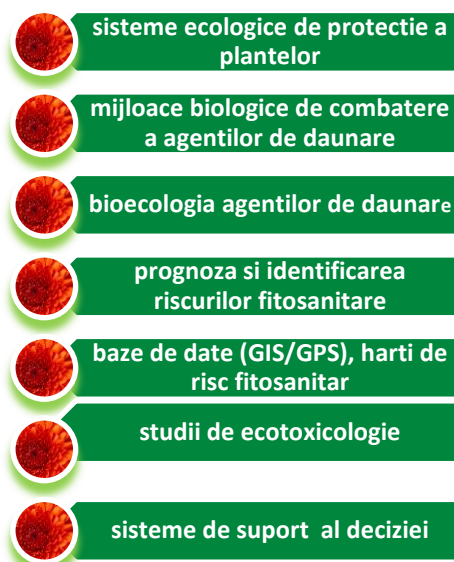 sisteme ecologice de protectie a
plantelor
mijloace biologice de combatere
a agentilor de daunare
bioecologia agentilor de daunare
prognoza si identificarea
riscurilor fitosanitare
baze de date (GIS/GPS), harti de
risc fitosanitar
studii de ecotoxicologie
sisteme de suport al deciziei